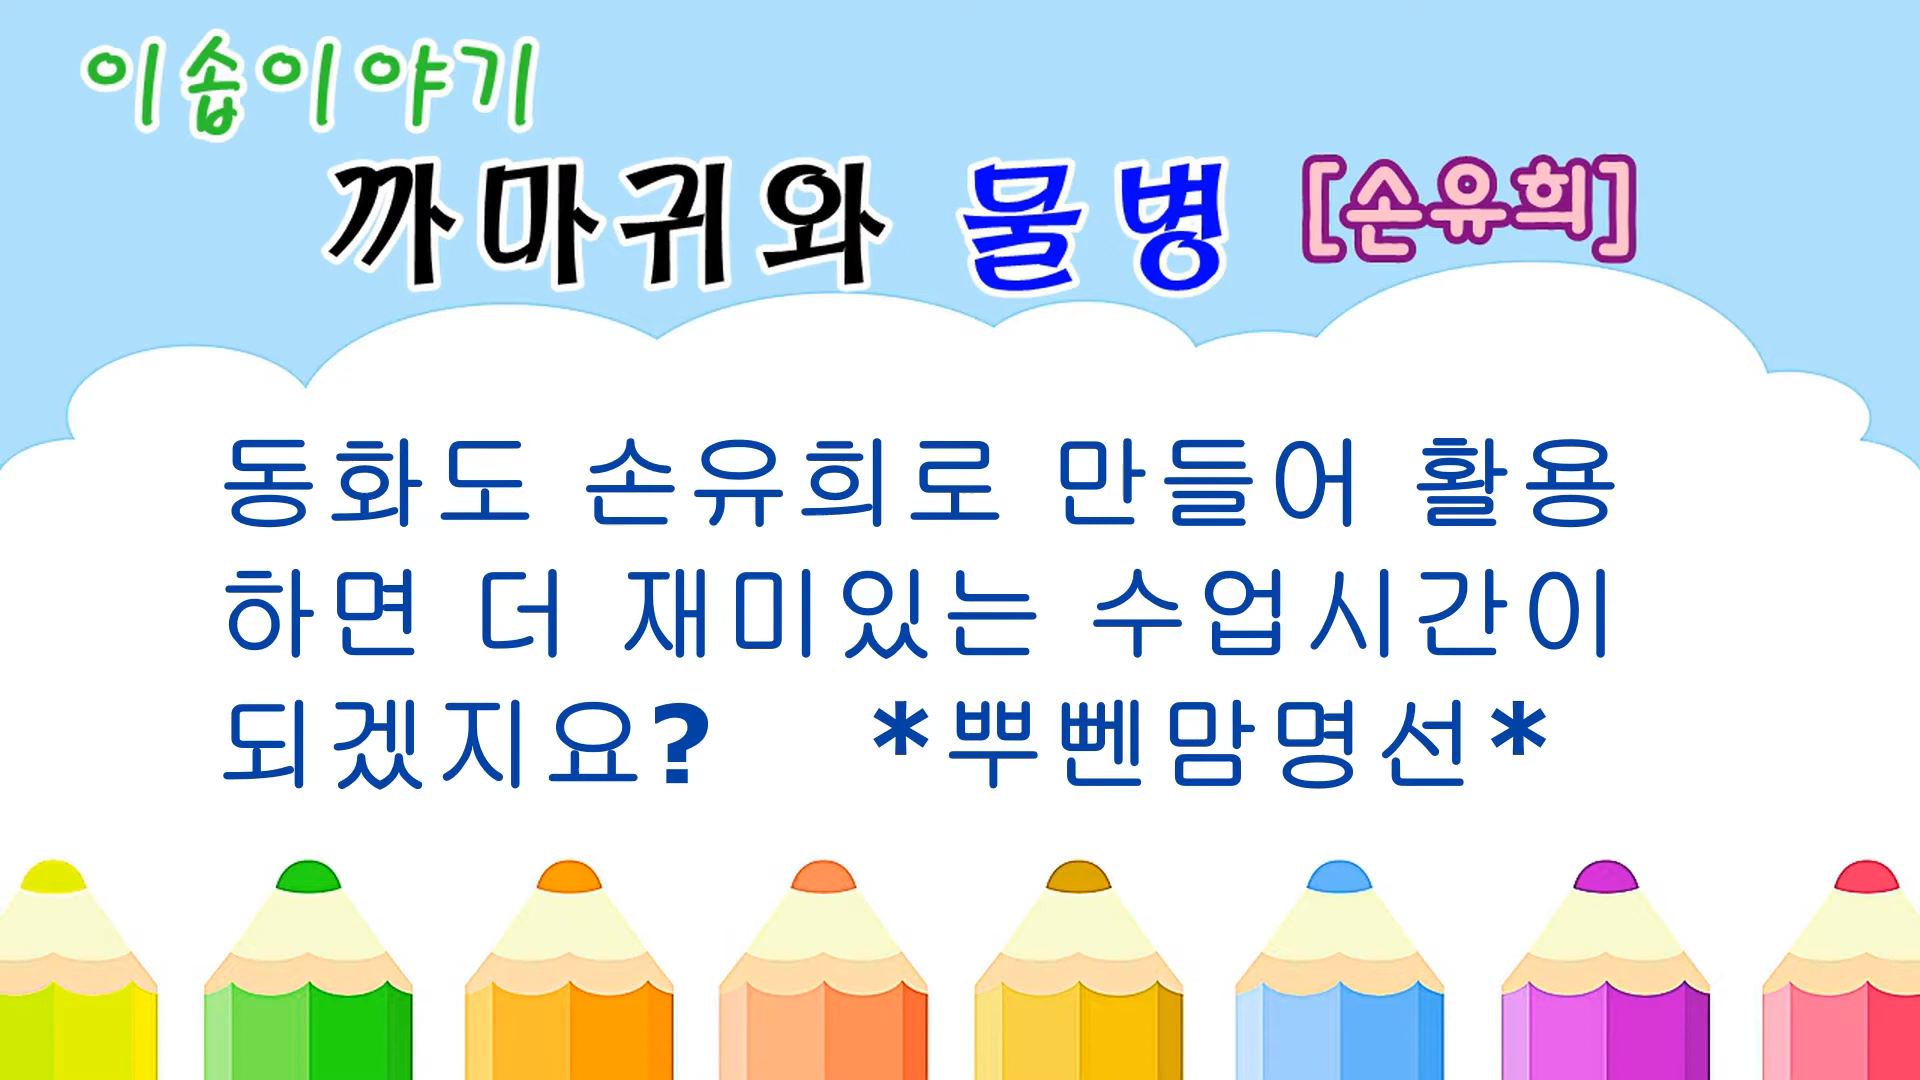 이솝이야기
까마귀와 물병 [손유희]
동화도 손유희로 만들어 활용
하면 더 재미있는 수업시간이
되겠지요? *뿌뻰맘명선*